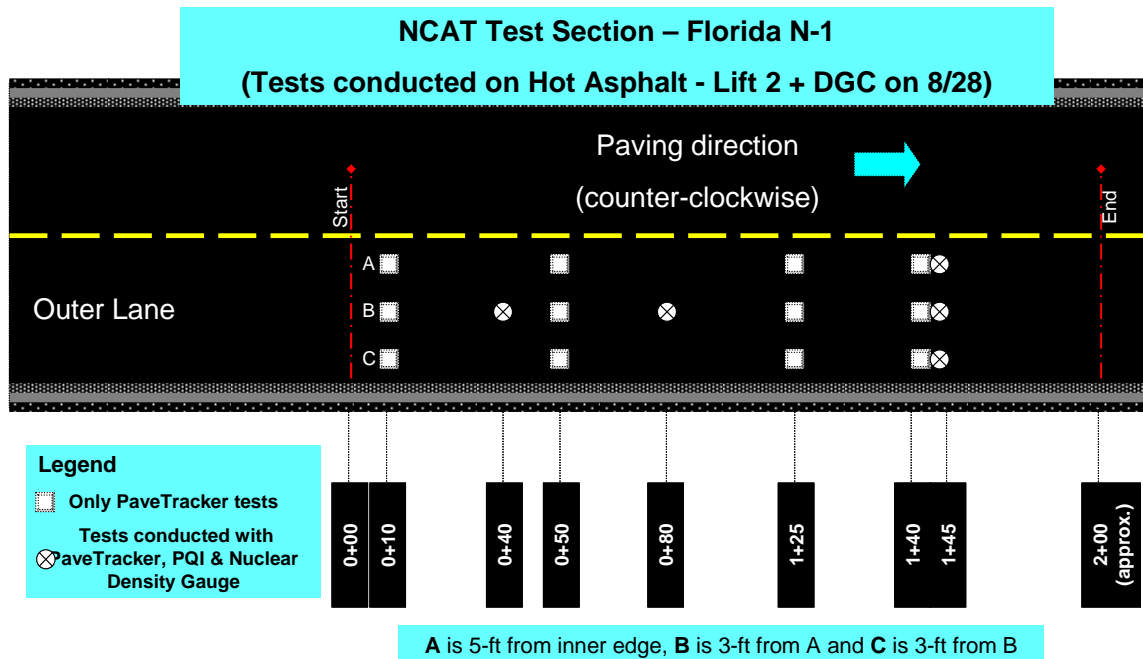 NCAT Test Section – Florida N-1
(Tests conducted on Hot Asphalt - Lift 2 + DGC on 8/28)
Paving direction
(counter-clockwise)
Start
End
A
B
C
Outer Lane
Legend
Only PaveTracker tests
Tests conducted with
PaveTracker, PQI & Nuclear
Density Gauge
0+00
0+10
0+40
0+50
0+80
1+25
1+40
1+45
2+00
(approx.)
A is 5-ft from inner edge, B is 3-ft from A and C is 3-ft from B